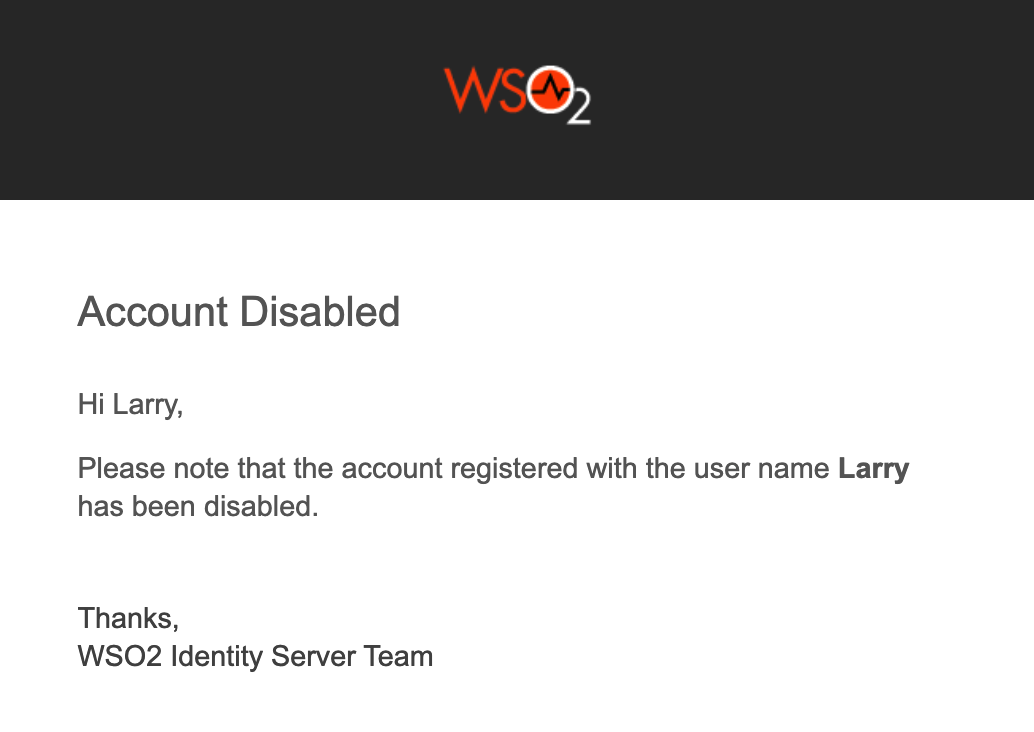 WSO2
Account Disabled
Hi Larry,
Please note that the account registered with the user name Larry
has been disabled.
Thanks,
WSO2 Identity Server Team